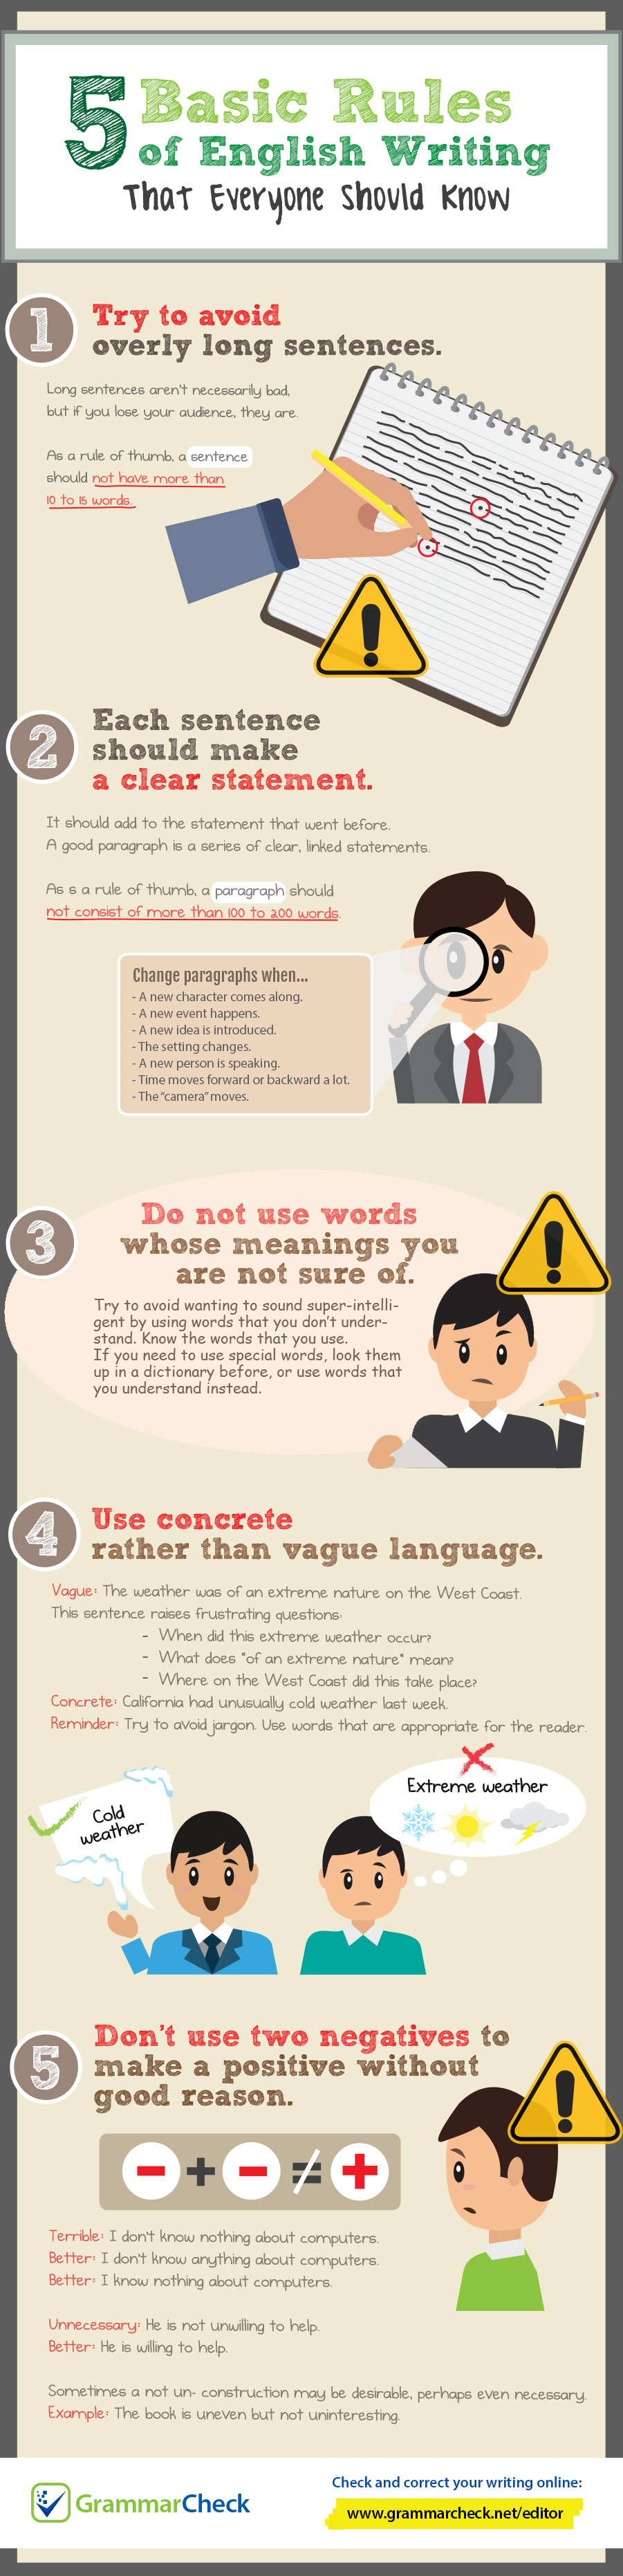 5 Basic Rules
of English Writing
That Everyone Should Know
1
Try to avoid
overly long sentences.
Long sentences aren't necessarily bad,
but if you lose your audience, they are.
As a rule of thumb, a sentence
should not have more than
10 to 15 words.
2
Each sentence
should make
a clear statement.
It should add to the statement that went before.
A good paragraph is a series of clear, linked statements.
As s a rule of thumb, a paragraph should
not consist of more than 100 to 200 words.
Change paragraphs when...
- A new character comes along.
- A new event happens.
- A new idea is introduced.
- The setting changes.
- A new person is speaking.
- Time moves forward or backward a lot.
- The "camera" moves.
3
Do not use words
whose meanings you
are not sure of.
Try to avoid wanting to sound super-intelli-
gent by using words that you don't under-
stand. Know the words that you use.
If you need to use special words, look them
up in a dictionary before, or use words that
you understand instead.
4
Use concrete
rather than vague language.
Vague: The weather was of an extreme nature on the West Coast.
This sentence raises frustrating questions:
- When did this extreme weather occur?
- What does "of an extreme nature" mean?
- Where on the West Coast did this take place?
Concrete: California had unusually cold weather last week.
Reminder: Try to avoid jargon. Use words that are appropriate for the reader.
Extreme weather
Cold
weather
5
Don't use two negatives to
make a positive without
good reason.
Terrible: I don't know nothing about computers.
Better: I don't know anything about computers.
Better: I know nothing about computers.
Unnecessary: He is not unwilling to help.
Better: He is willing to help.
Sometimes a not un- construction may be desirable, perhaps even necessary.
Example: The book is uneven but not uninteresting.
GrammarCheck
Check and correct your writing online:
www.grammarcheck.net/editor